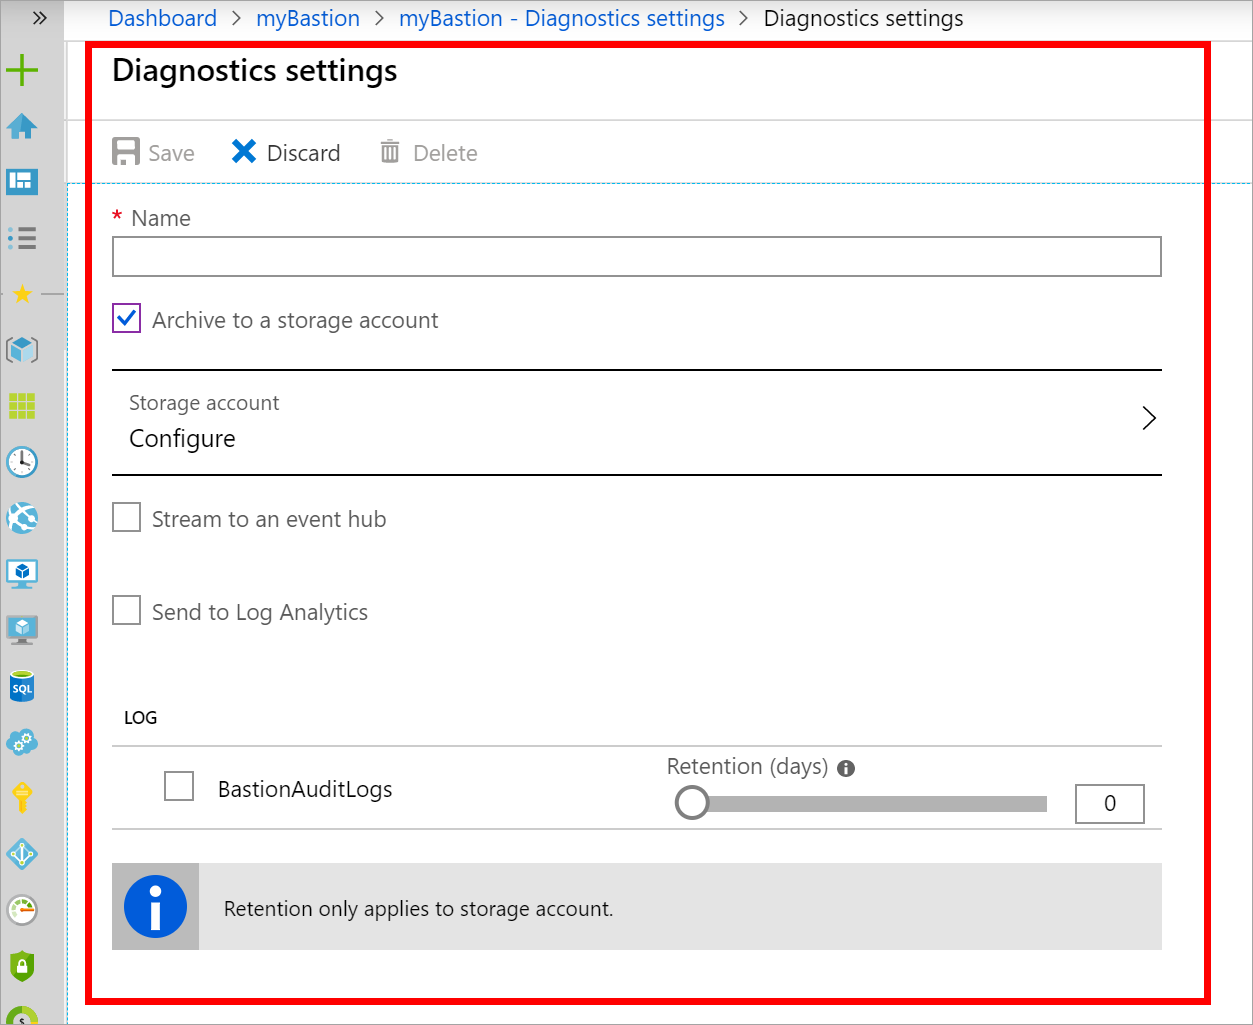 Dashboard > myBastion > myBastion - Diagnostics settings > Diagnostics settings
Diagnostics settings
Save Discard Delete
* Name
Archive to a storage account
Storage account
Configure
Stream to an event hub
Send to Log Analytics
LOG
Retention (days)
BastionAuditLogs
0
Retention only applies to storage account.
SQL
$